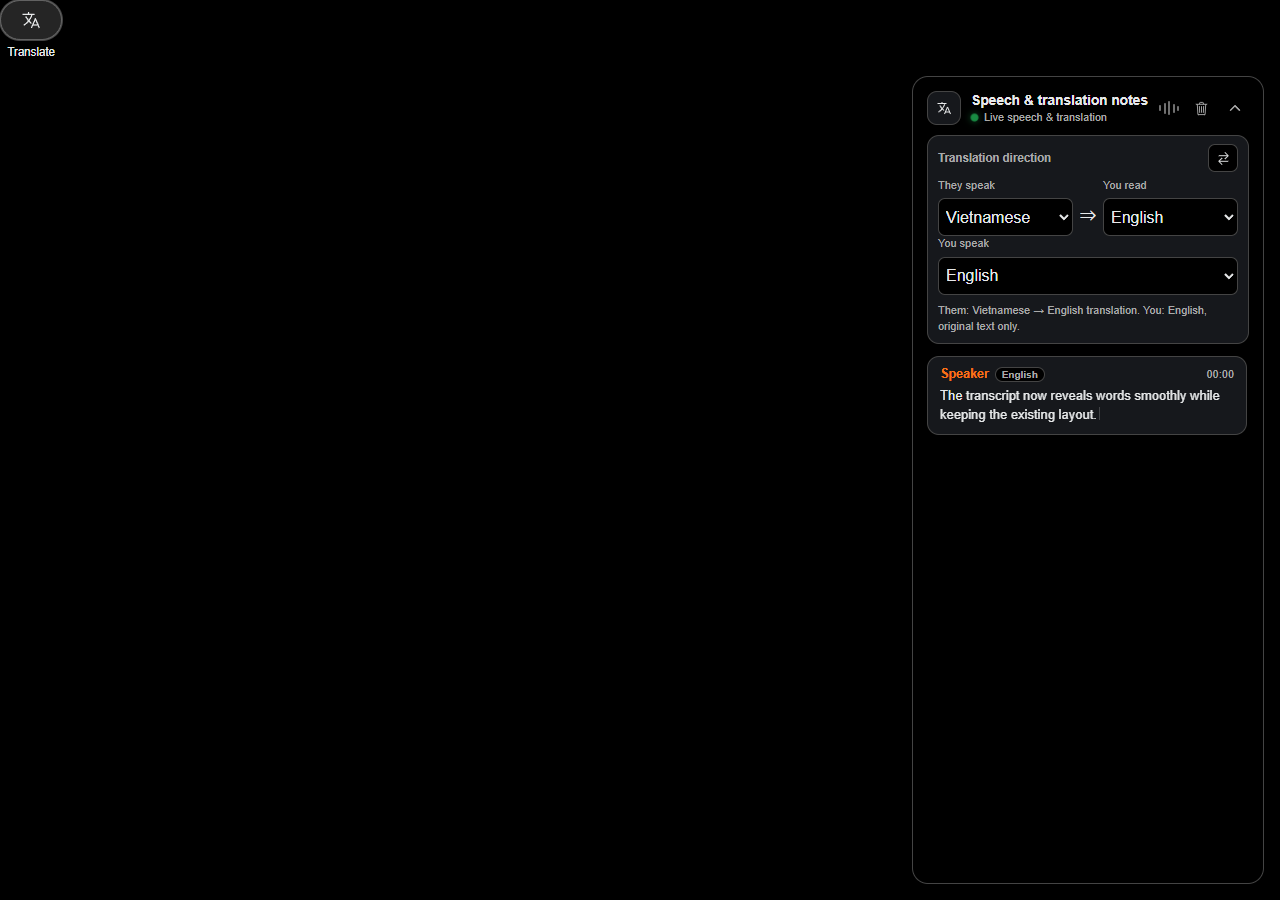 Translate
Speech & translation notes
Live speech & translation
Translation direction
They speak
You read
Vietnamese
⇒
English
You speak
English
Them: Vietnamese → English translation. You: English,
original text only.
Speaker English 00:00
The transcript now reveals words smoothly while
keeping the existing layout.